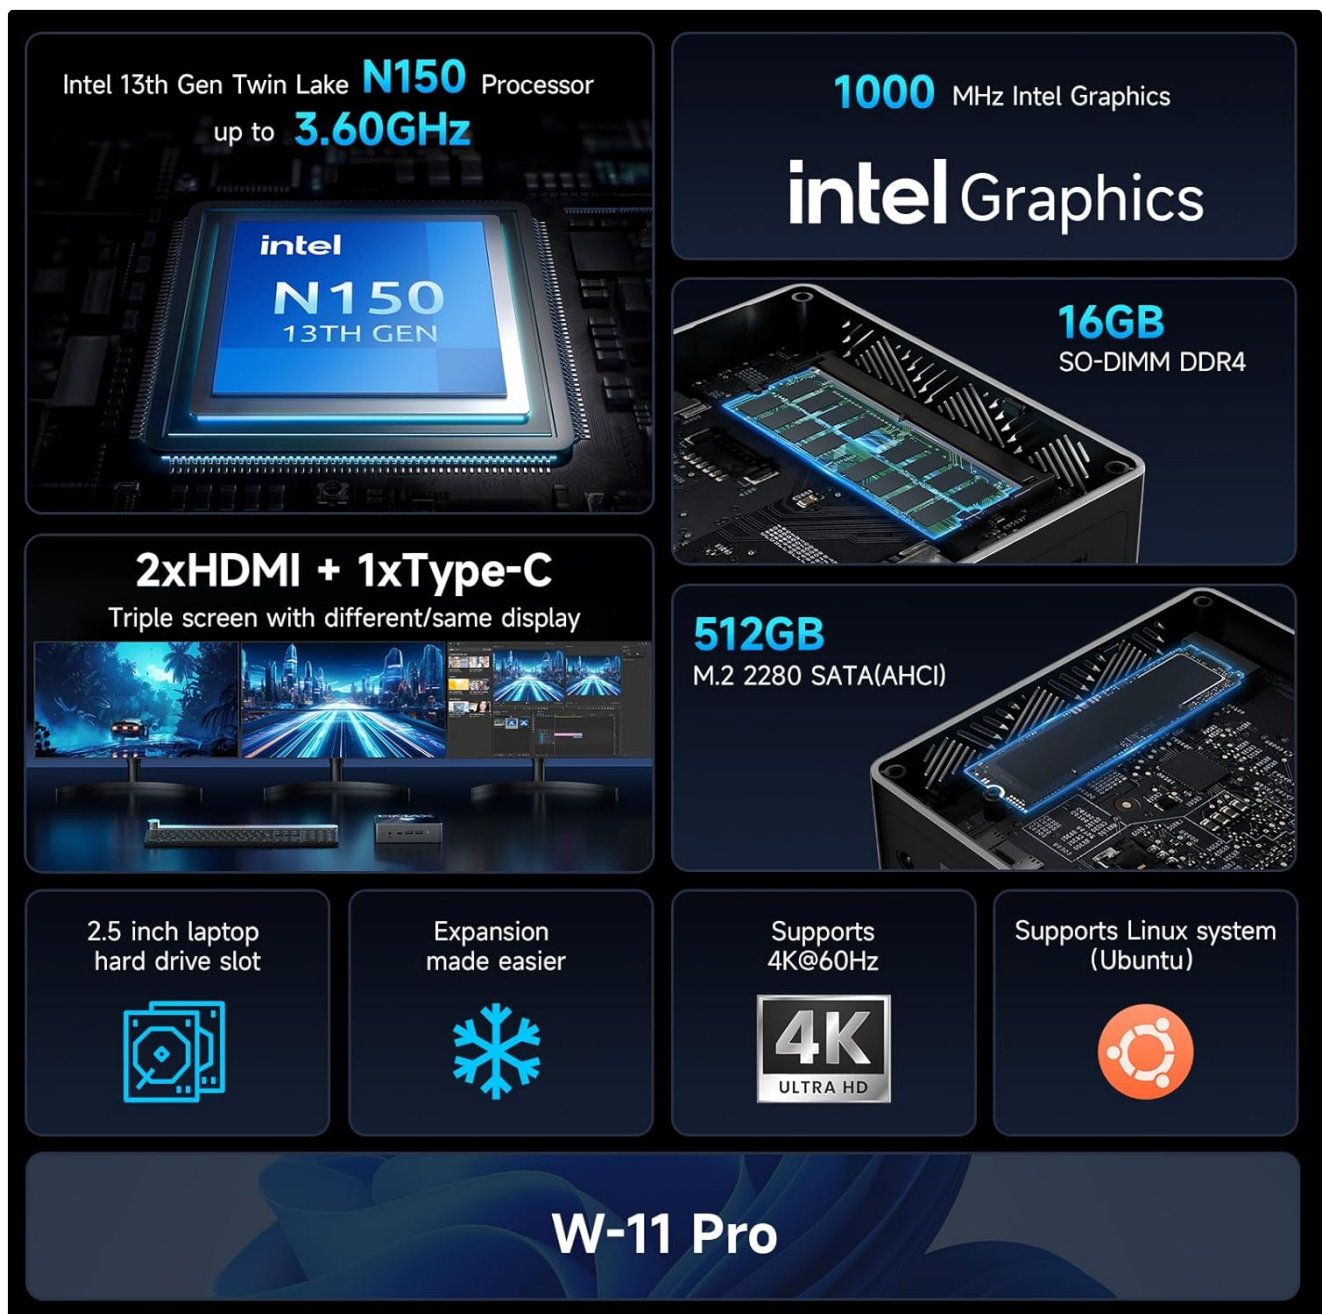 Intel 13th Gen Twin Lake N150 Processor
up to 3.60GHz
intel
N150
13TH GEN
1000 MHz Intel Graphics
intel Graphics
16GB
SO-DIMM DDR4
2xHDMI + 1xType-C
Triple screen with different/same display
512GB
M.2 2280 SATA(AHCI)
2.5 inch laptop
hard drive slot
Expansion
made easier
Supports
4K@60Hz
4K
ULTRA HD
Supports Linux system
(Ubuntu)
W-11 Pro